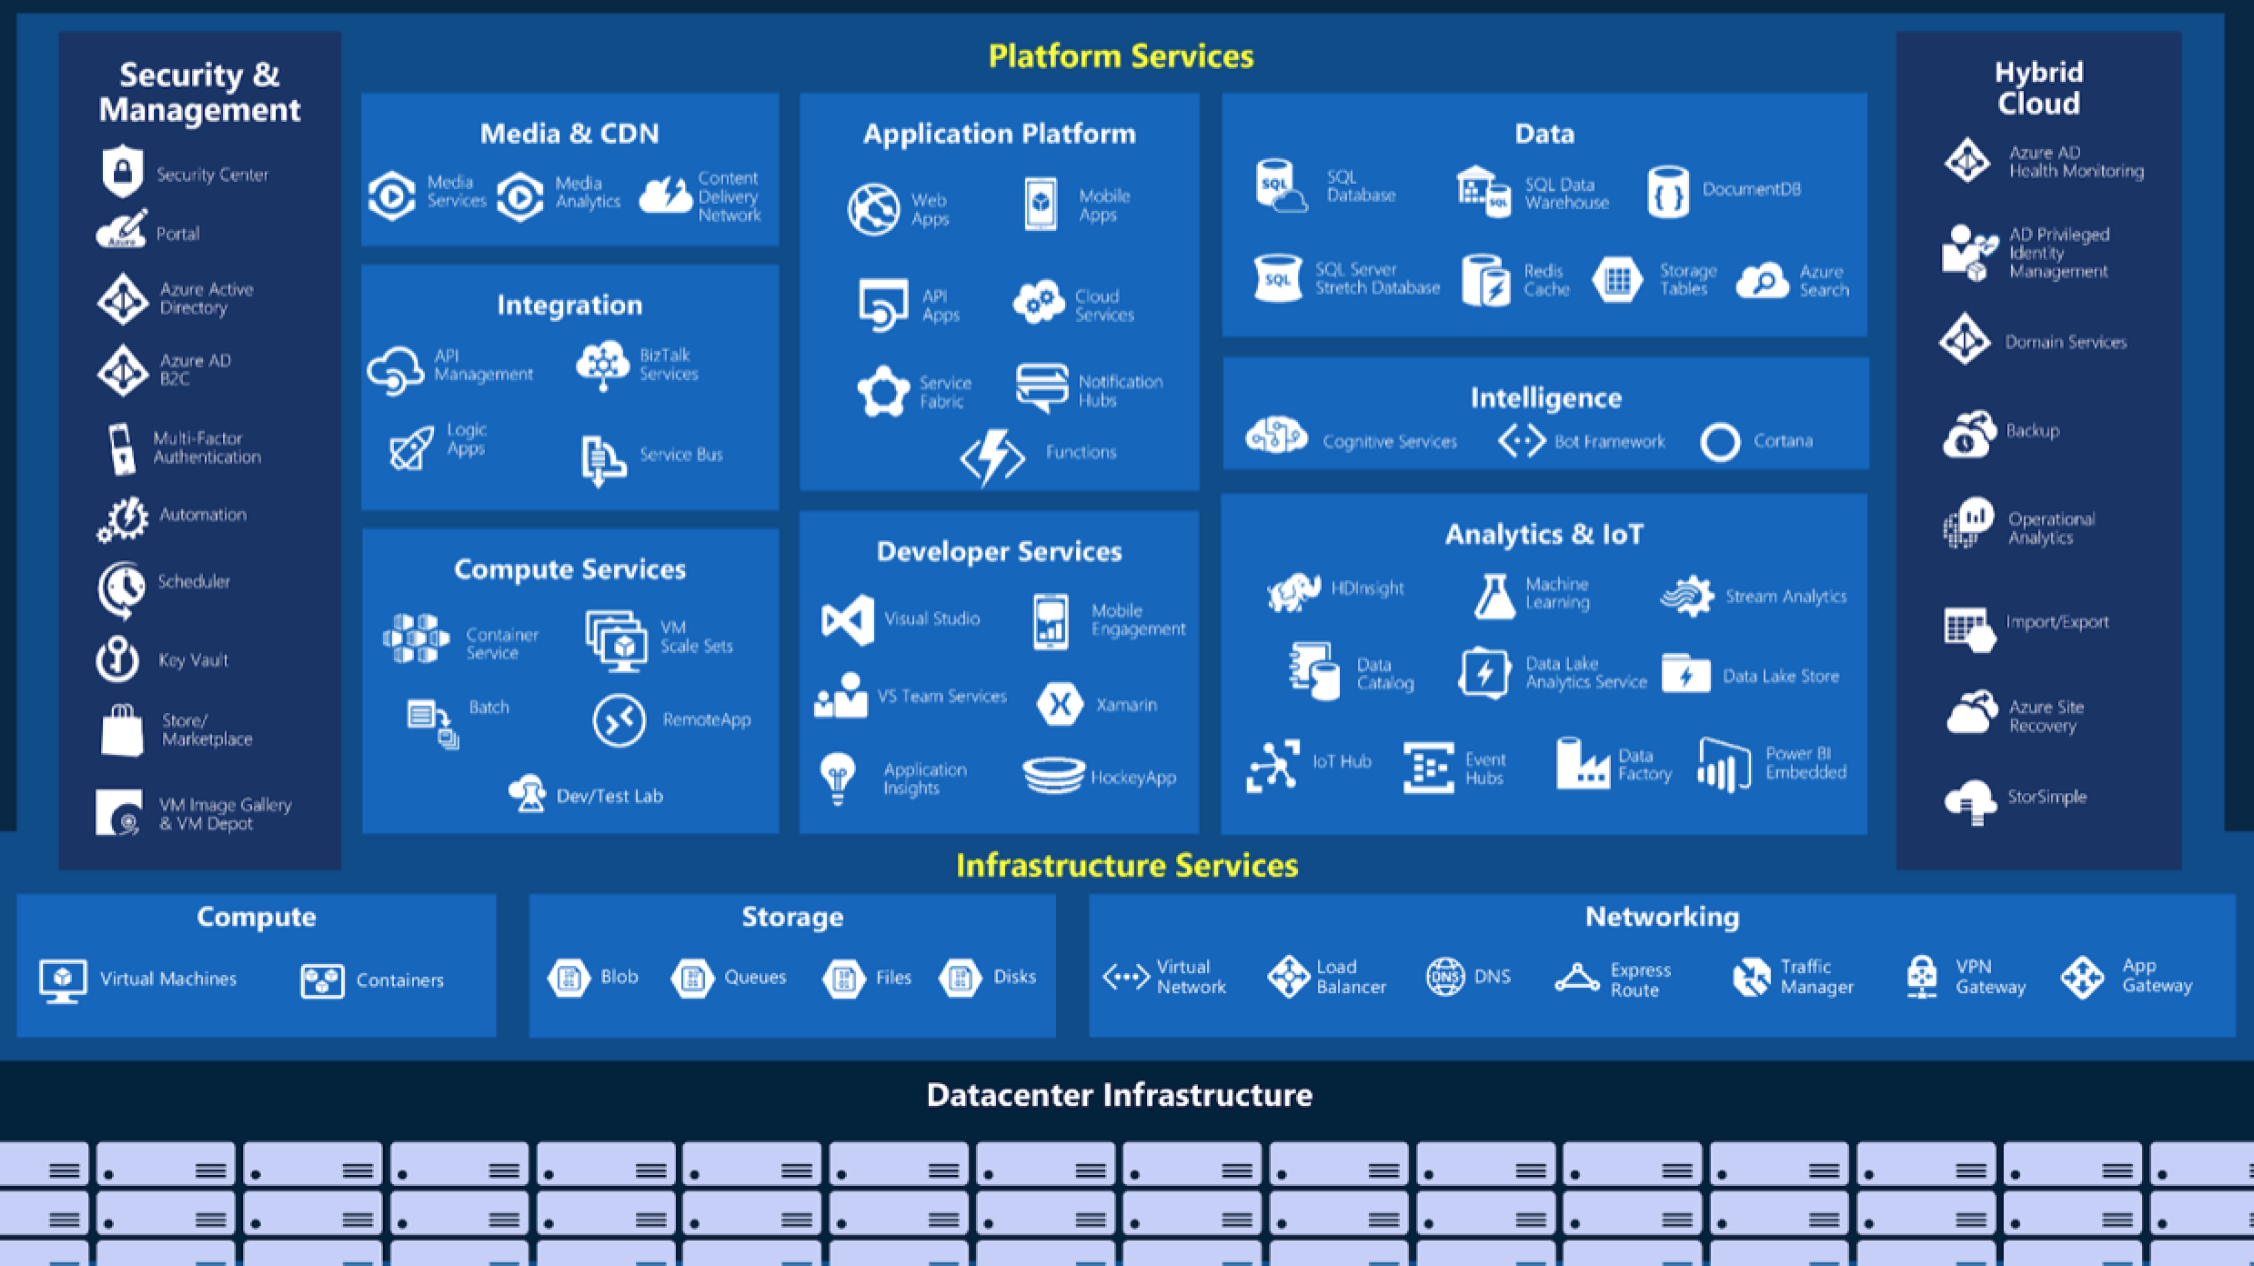 Platform Services
Security &
Management
Security Center
Azure
Portal
Azure Active
Directory
Azure AD
B2C
Multi-Factor
Authentication
Automation
Scheduler
Key Vault
Store/
Marketplace
VM Image Gallery
& VM Depot
Media & CDN
Media
Services
Media
Analytics
Content
Delivery
Network
Integration
API
Management
BizTalk
Services
Logic
Apps
Service Bus
Compute Services
Container
Service
VM
Scale Sets
Batch
RemoteApp
Dev/Test Lab
Application Platform
Web
Apps
Mobile
Apps
API
Apps
Cloud
Services
Service
Fabric
Notification
Hubs
Functions
Developer Services
Visual Studio
Mobile
Engagement
VS Team Services
Xamarin
Application
Insights
HockeyApp
Data
SQL
SQL
Database
SQL
SQL Data
Warehouse
DocumentDB
SQL
SQL Server
Stretch Database
Redis
Cache
Storage
Tables
Azure
Search
Intelligence
Cognitive Services
Bot Framework
Cortana
Analytics & IoT
HDInsight
Machine
Learning
Stream Analytics
Data
Catalog
Data Lake
Analytics Service
Data Lake Store
IoT Hub
Event
Hubs
Data
Factory
Power BI
Embedded
Hybrid
Cloud
Azure AD
Health Monitoring
AD Privileged
Identity
Management
Domain Services
Backup
Operational
Analytics
Import/Export
Azure Site
Recovery
StorSimple
Infrastructure Services
Compute
Virtual Machines
Containers
Storage
Blob
Queues
Files
Disks
Networking
Virtual
Network
Load
Balancer
DNS
DNS
Express
Route
Traffic
Manager
VPN
Gateway
App
Gateway
Datacenter Infrastructure